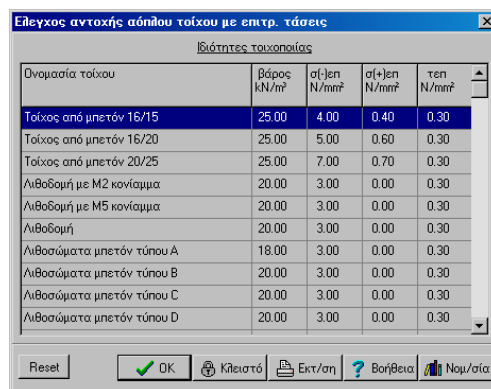 Ελεγχος αντοχής αόπλου τοίχου με επιτρ. τάσεις
Ιδιότητες τοιχοποίας
Ονομασία τοίχου βάρος kN/m³ σ(-)επ N/mm² σ(+)επ N/mm² τεπ N/mm²
Τοίχος από μπετόν 16/15 25.00 4.00 0.40 0.30
Τοίχος από μπετόν 16/20 25.00 5.00 0.60 0.30
Τοίχος από μπετόν 20/25 25.00 7.00 0.70 0.30
Λιθοδομή με M2 κονίαμμα 20.00 3.00 0.00 0.30
Λιθοδομή με M5 κονίαμμα 20.00 3.00 0.00 0.30
Λιθοδομή 20.00 3.00 0.00 0.30
Λιθοσώματα μπετόν τύπου A 18.00 3.00 0.00 0.30
Λιθοσώματα μπετόν τύπου B 20.00 3.00 0.00 0.30
Λιθοσώματα μπετόν τύπου C 20.00 3.00 0.00 0.30
Λιθοσώματα μπετόν τύπου D 20.00 3.00 0.00 0.30
Reset OK Κλειστό Εκτ/ση Βοήθεια Νομ/σία